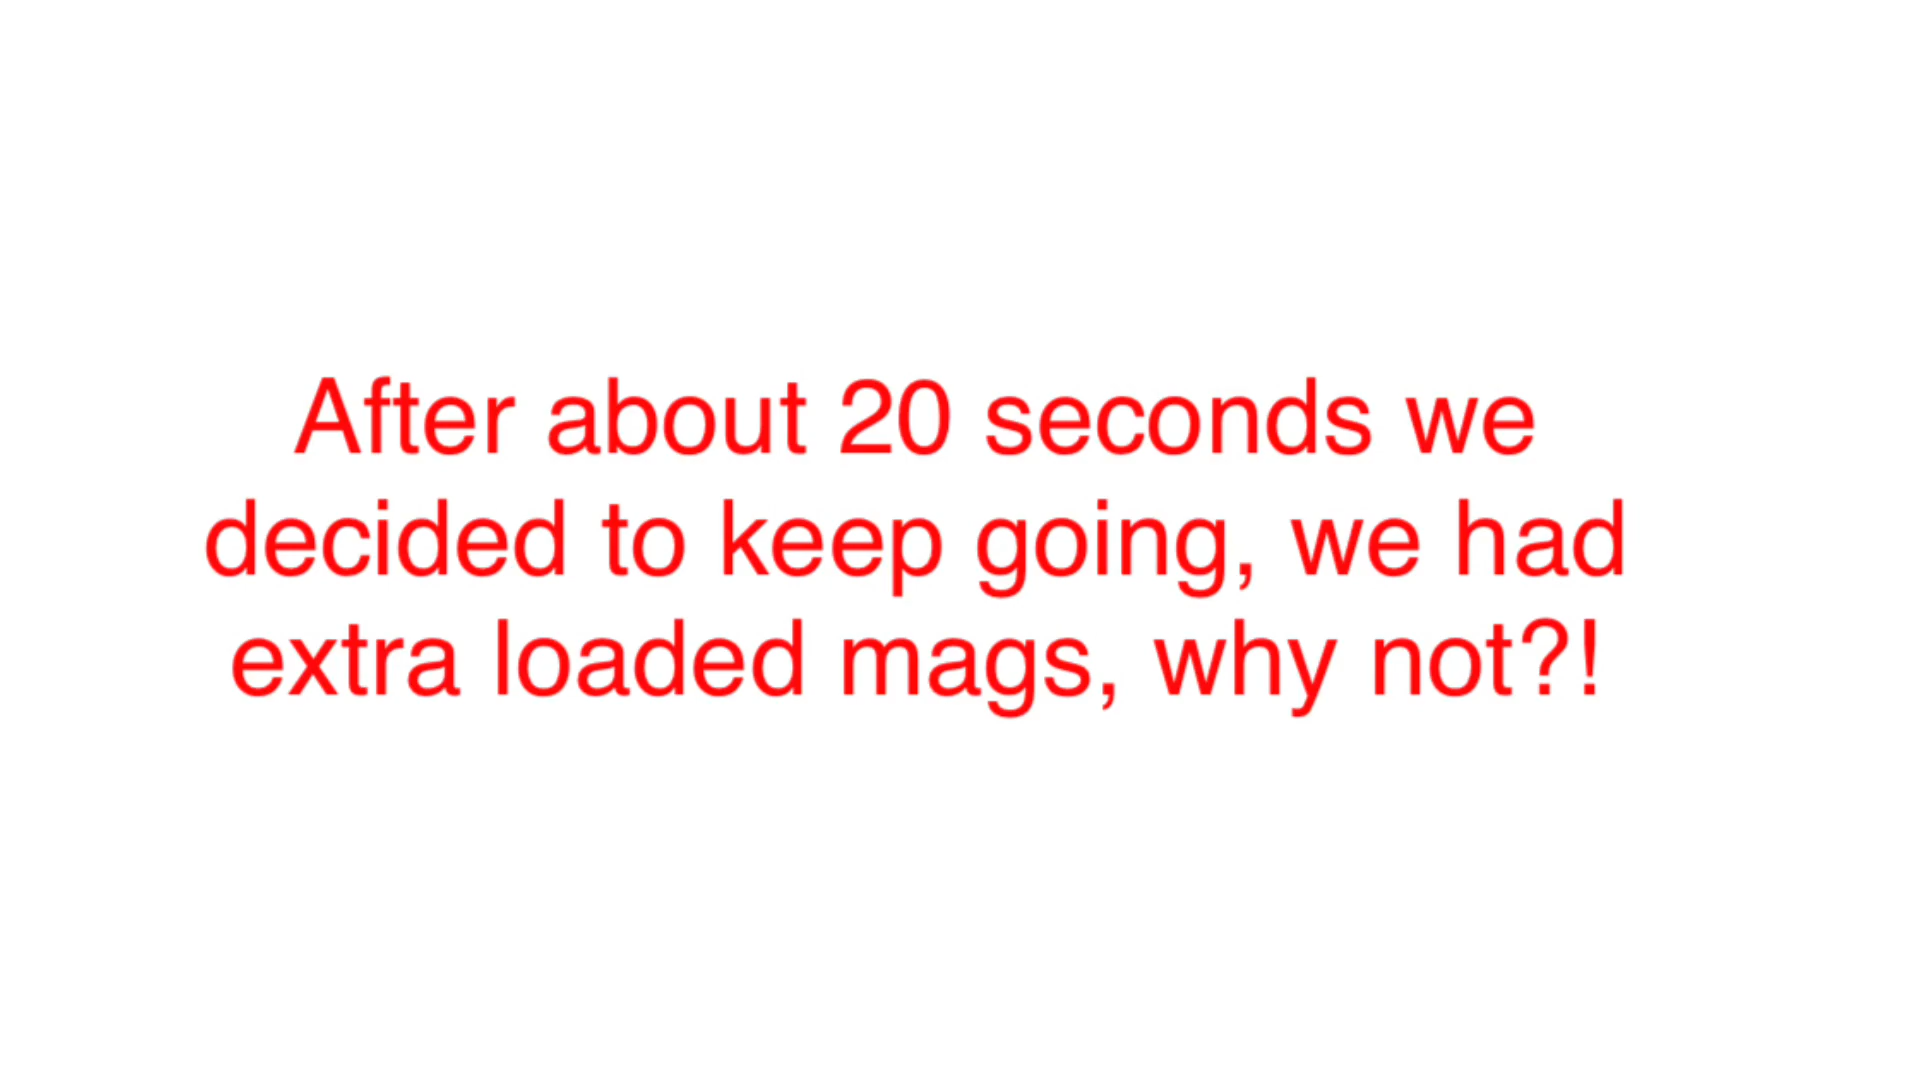 After about 20 seconds we
decided to keep going, we had
extra loaded mags, why not?!